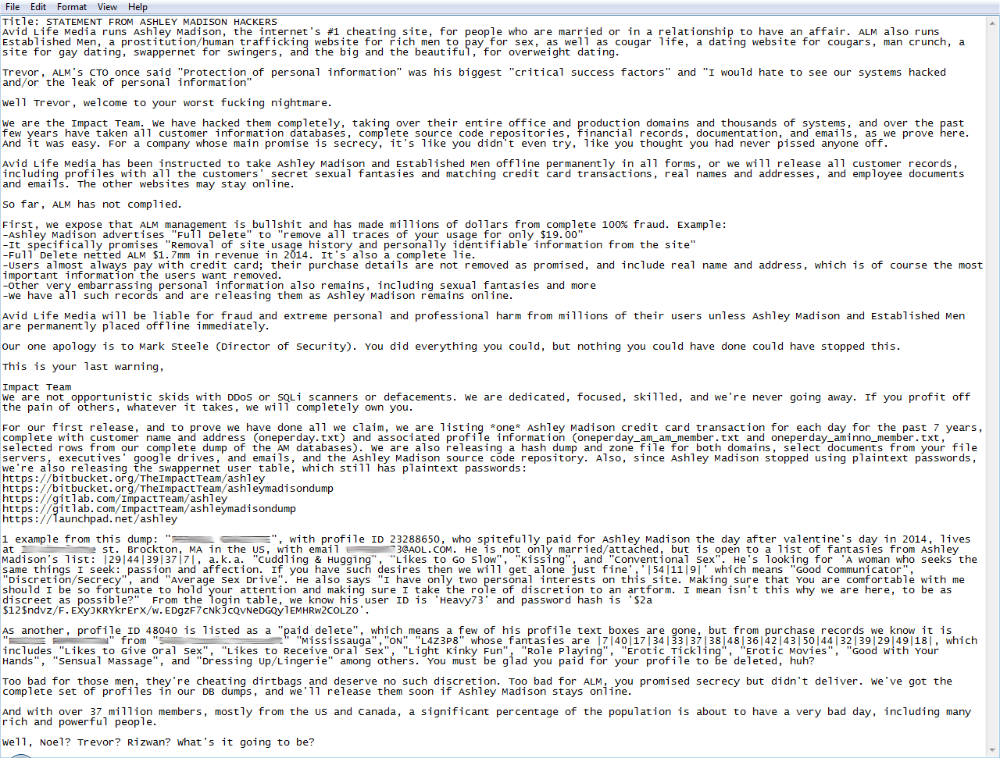 File Edit Format View Help
Title: STATEMENT FROM ASHLEY MADISON HACKERS
Avid Life Media runs Ashley Madison, the internet's #1 cheating site, for people who are married or in a relationship to have an affair. ALM also runs
Established Men, a prostitution/human trafficking website for rich men to pay for sex, as well as cougar life, a dating website for cougars, man crunch, a
site for gay dating, swappernet for swingers, and the big and the beautiful, for overweight dating.
Trevor, ALM's CTO once said "Protection of personal information" was his biggest "critical success factors" and "I would hate to see our systems hacked
and/or the leak of personal information"
Well Trevor, welcome to your worst fucking nightmare.
We are the Impact Team. We have hacked them completely, taking over their entire office and production domains and thousands of systems, and over the past
few years have taken all customer information databases, complete source code repositories, financial records, documentation, and emails, as we prove here.
And it was easy. For a company whose main promise is secrecy, it's like you didn't even try, like you thought you had never pissed anyone off.
Avid Life Media has been instructed to take Ashley Madison and Established Men offline permanently in all forms, or we will release all customer records,
including profiles with all the customers' secret sexual fantasies and matching credit card transactions, real names and addresses, and employee documents
and emails. The other websites may stay online.
So far, ALM has not complied.
First, we expose that ALM management is bullshit and has made millions of dollars from complete 100% fraud. Example:
-Ashley Madison advertises "Full Delete" to "remove all traces of your usage for only $19.00"
-It specifically promises "Removal of site usage history and personally identifiable information from the site"
-Full Delete netted ALM $1.7mm in revenue in 2014. It's also a complete lie.
-Users almost always pay with credit card; their purchase details are not removed as promised, and include real name and address, which is of course the most
important information the users want removed.
-Other very embarrassing personal information also remains, including sexual fantasies and more
-We have all such records and are releasing them as Ashley Madison remains online.
Avid Life Media will be liable for fraud and extreme personal and professional harm from millions of their users unless Ashley Madison and Established Men
are permanently placed offline immediately.
Our one apology is to Mark Steele (Director of Security). You did everything you could, but nothing you could have done could have stopped this.
This is your last warning,
Impact Team
We are not opportunistic skids with DDoS or SQLi scanners or defacements. We are dedicated, focused, skilled, and we're never going away. If you profit off
the pain of others, whatever it takes, we will completely own you.
For our first release, and to prove we have done all we claim, we are listing *one* Ashley Madison credit card transaction for each day for the past 7 years,
complete with customer name and address (oneperday.txt) and associated profile information (oneperday_am_am_member.txt and oneperday_aminno_member.txt,
selected rows from our complete dump of the AM databases). We are also releasing a hash dump and zone file for both domains, select documents from your file
servers, executives' google drives, and emails, and the Ashley Madison source code repository. Also, since Ashley Madison stopped using plaintext passwords,
we're also releasing the swappernet user table, which still has plaintext passwords:
https://bitbucket.org/TheImpactTeam/ashley
https://bitbucket.org/TheImpactTeam/ashleymadisondump
https://gitlab.com/ImpactTeam/ashley
https://gitlab.com/ImpactTeam/ashleymadisondump
https://launchpad.net/ashley
1 example from this dump: " ", with profile ID 23288650, who spitefully paid for Ashley Madison the day after valentine's day in 2014, lives
at st. Brockton, MA in the US, with email 73@AOL.COM. He is not only married/attached, but is open to a list of fantasies from Ashley
Madison's list: |29|44|39|37|7|, a.k.a. "Cuddling & Hugging", "Likes to Go Slow", "Kissing", and "Conventional Sex". He's looking for 'A woman who seeks the
same things I seek: passion and affection. If you have such desires then we will get alone just fine','|54|11|9|' which means "Good Communicator",
"Discretion/Secrecy", and "Average Sex Drive". He also says "I have only two personal interests on this site. Making sure that You are comfortable with me
should I be so fortunate to hold your attention and making sure I take the role of discretion to an artform. I mean isn't this why we are here, to be as
discreet as possible?"  From the login table, we know his user ID is 'Heavy73' and password hash is '$2a
$12$ndvz/F.EXyJKRYkrErX/w.EDgzF7cNkJcQvNeDGQylEMHRw2COLZO'.
As another, profile ID 48040 is listed as a "paid delete", which means a few of his profile text boxes are gone, but from purchase records we know it is
" " from " " "Mississauga","ON" "L4Z3P8" whose fantasies are |7|40|17|34|33|37|38|48|36|42|43|50|44|32|39|29|49|18|, which
includes "Likes to Give Oral Sex", "Likes to Receive Oral Sex", "Light Kinky Fun", "Role Playing", "Erotic Tickling", "Erotic Movies", "Good With Your
Hands", "Sensual Massage", and "Dressing Up/Lingerie" among others. You must be glad you paid for your profile to be deleted, huh?
Too bad for those men, they're cheating dirtbags and deserve no such discretion. Too bad for ALM, you promised secrecy but didn't deliver. We've got the
complete set of profiles in our DB dumps, and we'll release them soon if Ashley Madison stays online.
And with over 37 million members, mostly from the US and Canada, a significant percentage of the population is about to have a very bad day, including many
rich and powerful people.
Well, Noel? Trevor? Rizwan? What's it going to be?